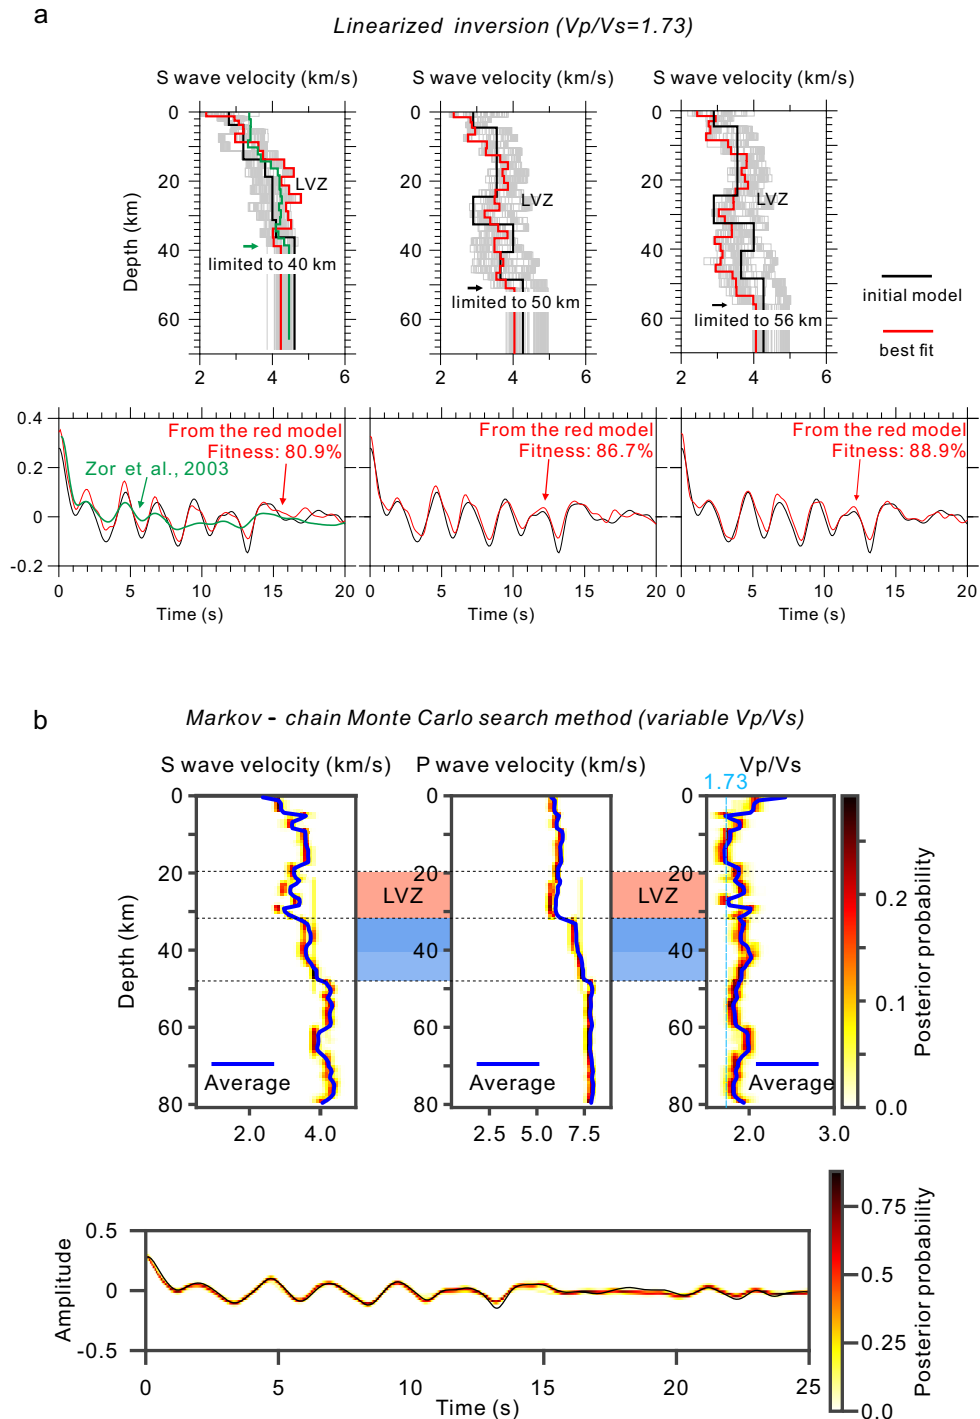 a
Linearized inversion (Vp/Vs=1.73)
S wave velocity (km/s)
S wave velocity (km/s)
S wave velocity (km/s)
0
20
40
60
Depth (km)
LVZ
limited to 40 km
2 4 6
0
20
40
60
LVZ
limited to 50 km
2 4 6
0
20
40
60
LVZ
limited to 56 km
2 4 6
initial model
best fit
0.4
0.2
0
-0.2
From the red model
Fitness: 80.9%
Zor et al., 2003
0 5 10 15 20
Time (s)
From the red model
Fitness: 86.7%
0 5 10 15 20
Time (s)
From the red model
Fitness: 88.9%
0 5 10 15 20
Time (s)
b
Markov - chain Monte Carlo search method (variable Vp/Vs)
S wave velocity (km/s)
P wave velocity (km/s)
Vp/Vs
1.73
0
20
40
60
80
Depth (km)
Average
2.0 4.0
LVZ
0
20
40
60
80
Average
2.5 5.0 7.5
LVZ
0
20
40
60
80
Average
2.0 3.0
0.2
0.1
0.0
Posterior probability
0.5
0
-0.5
Amplitude
0 5 10 15 20 25
Time (s)
0.75
0.5
0.25
0.0
Posterior probability